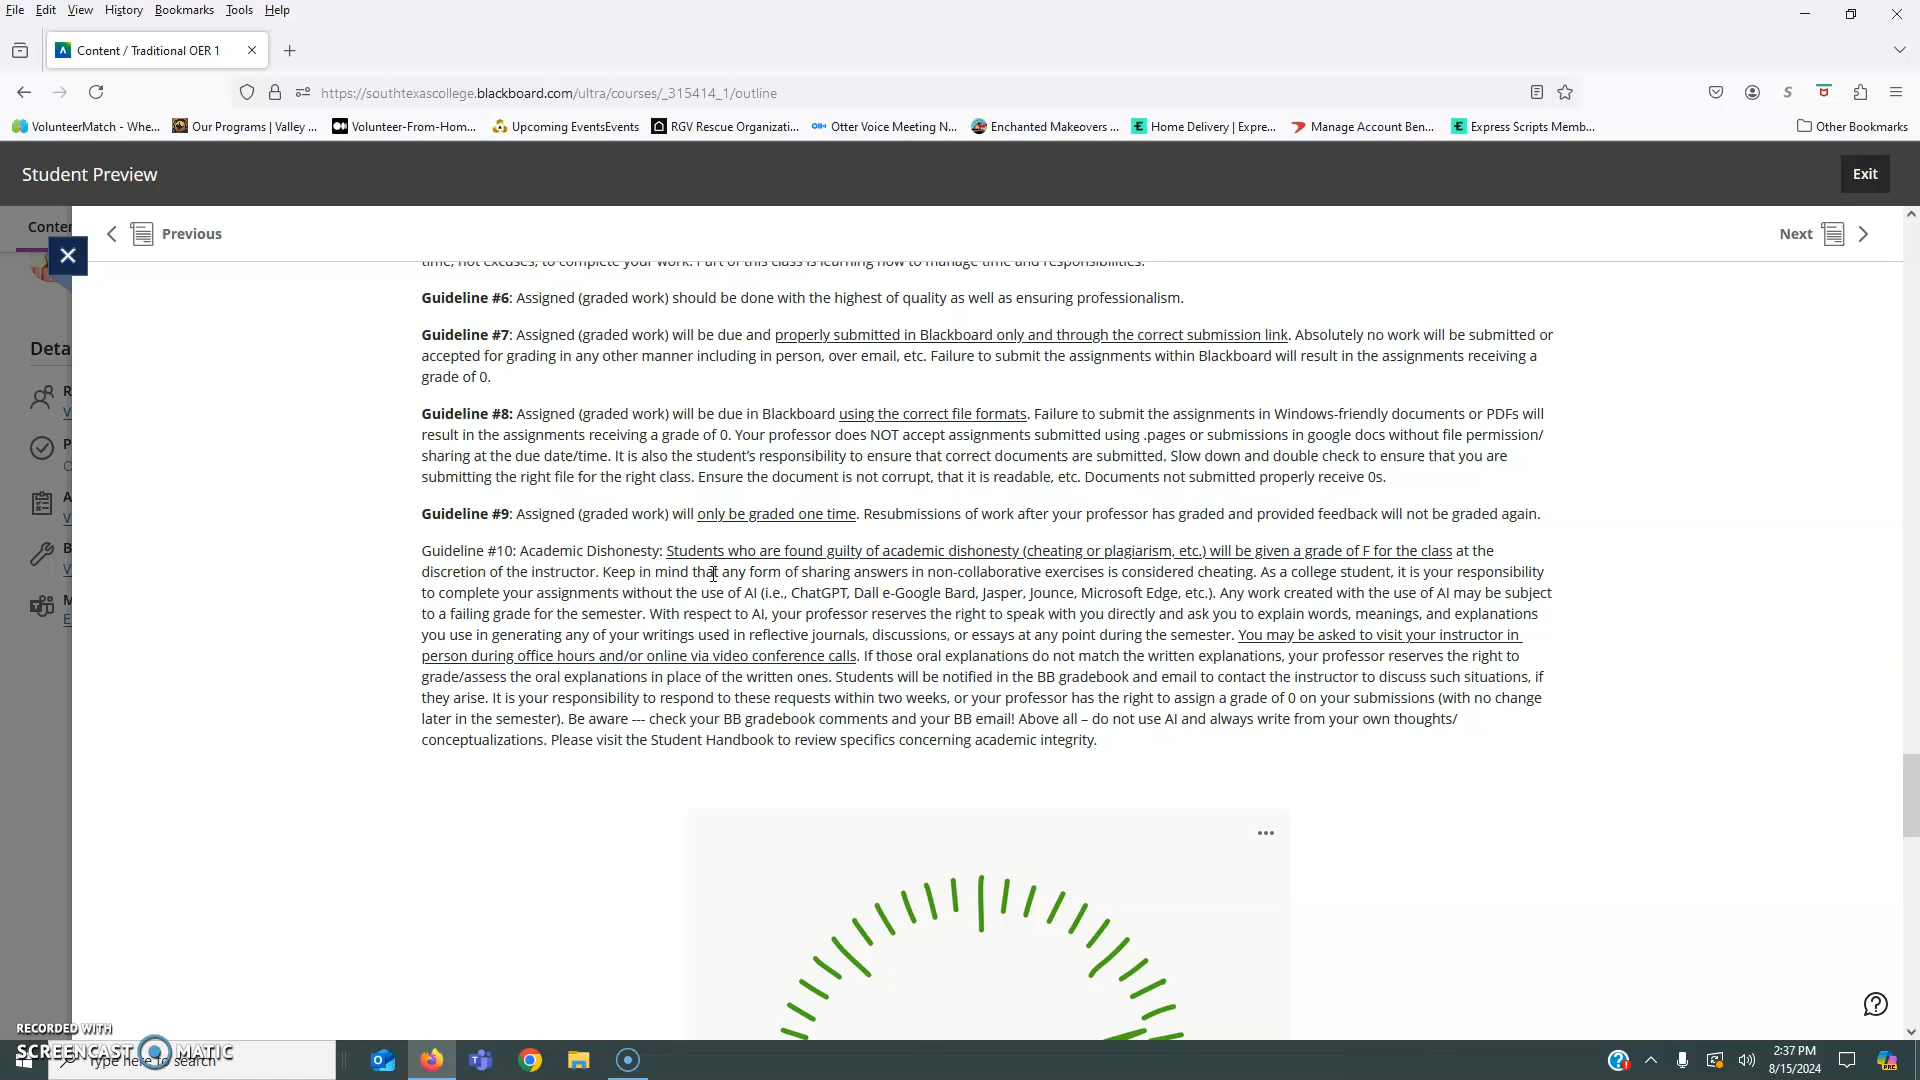 File Edit View History Bookmarks Tools Help
Content / Traditional OER 1
https://southtexascollege.blackboard.com/ultra/courses/_315414_1/outline
VolunteerMatch - Whe... Our Programs | Valley ... Volunteer-From-Hom... Upcoming EventsEvents RGV Rescue Organizati... Otter Voice Meeting N... Enchanted Makeovers ... Home Delivery | Expre... Manage Account Ben... Express Scripts Memb... Other Bookmarks
Student Preview Exit
Conter
Previous Next
time, not excuses, to complete your work. Part of this class is learning how to manage time and responsibilities.
Guideline #6: Assigned (graded work) should be done with the highest of quality as well as ensuring professionalism.
Guideline #7: Assigned (graded work) will be due and properly submitted in Blackboard only and through the correct submission link. Absolutely no work will be submitted or
accepted for grading in any other manner including in person, over email, etc. Failure to submit the assignments within Blackboard will result in the assignments receiving a
grade of 0.
Guideline #8: Assigned (graded work) will be due in Blackboard using the correct file formats. Failure to submit the assignments in Windows-friendly documents or PDFs will
result in the assignments receiving a grade of 0. Your professor does NOT accept assignments submitted using .pages or submissions in google docs without file permission/
sharing at the due date/time. It is also the student's responsibility to ensure that correct documents are submitted. Slow down and double check to ensure that you are
submitting the right file for the right class. Ensure the document is not corrupt, that it is readable, etc. Documents not submitted properly receive 0s.
Guideline #9: Assigned (graded work) will only be graded one time. Resubmissions of work after your professor has graded and provided feedback will not be graded again.
Guideline #10: Academic Dishonesty: Students who are found guilty of academic dishonesty (cheating or plagiarism, etc.) will be given a grade of F for the class at the
discretion of the instructor. Keep in mind that any form of sharing answers in non-collaborative exercises is considered cheating. As a college student, it is your responsibility
to complete your assignments without the use of AI (i.e., ChatGPT, Dall e-Google Bard, Jasper, Jounce, Microsoft Edge, etc.). Any work created with the use of AI may be subject
to a failing grade for the semester. With respect to AI, your professor reserves the right to speak with you directly and ask you to explain words, meanings, and explanations
you use in generating any of your writings used in reflective journals, discussions, or essays at any point during the semester. You may be asked to visit your instructor in
person during office hours and/or online via video conference calls. If those oral explanations do not match the written explanations, your professor reserves the right to
grade/assess the oral explanations in place of the written ones. Students will be notified in the BB gradebook and email to contact the instructor to discuss such situations, if
they arise. It is your responsibility to respond to these requests within two weeks, or your professor has the right to assign a grade of 0 on your submissions (with no change
later in the semester). Be aware --- check your BB gradebook comments and your BB email! Above all – do not use AI and always write from your own thoughts/
conceptualizations. Please visit the Student Handbook to review specifics concerning academic integrity.
Deta
R
V
P
C
A
V
B
V
M
E
RECORDED WITH
SCREENCAST MATIC
Type here to search
2:37 PM
8/15/2024